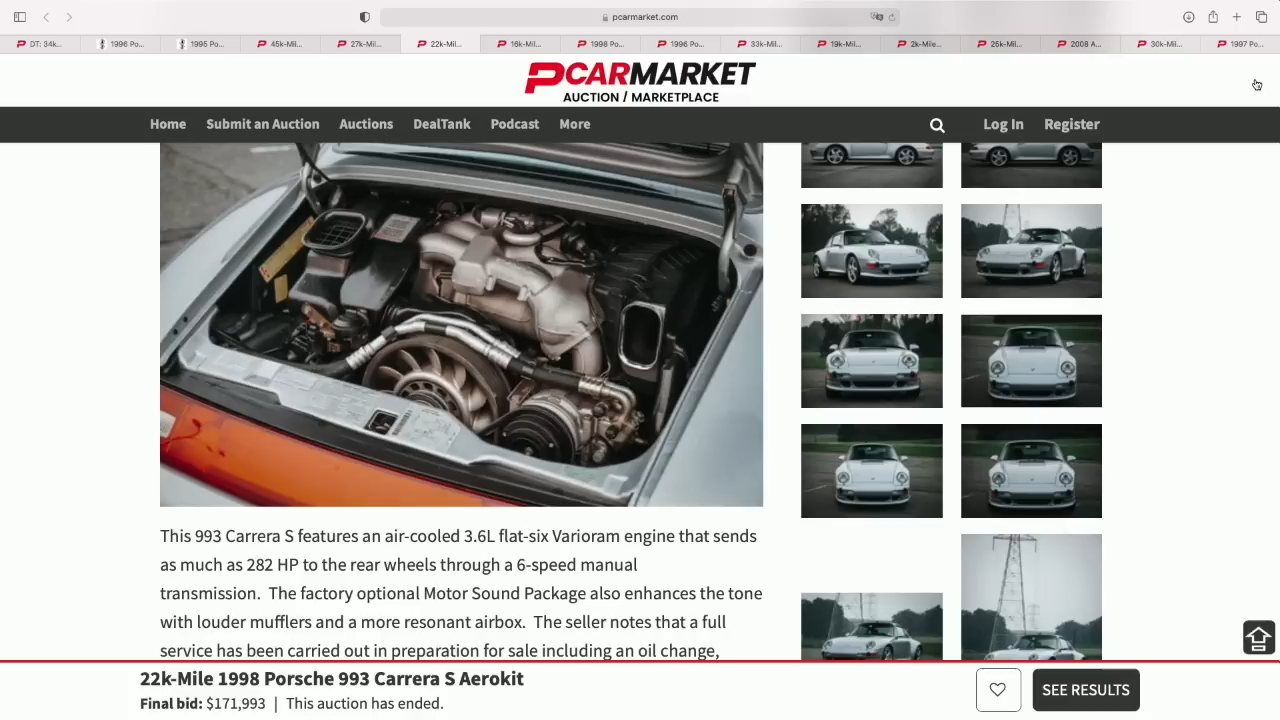 pcarmarket.com
DT: 34k...
1996 Po...
1995 Po...
45k-Mil...
27k-Mil...
22k-Mil...
16k-Mil...
1998 Po...
1996 Po...
33k-Mil...
19k-Mil...
2k-Mile...
25k-Mil...
2008 A...
30k-Mil...
1997 Po...
PCARMARKET
AUCTION / MARKETPLACE
Home Submit an Auction Auctions DealTank Podcast More Log In Register
This 993 Carrera S features an air-cooled 3.6L flat-six Varioram engine that sends
as much as 282 HP to the rear wheels through a 6-speed manual
transmission. The factory optional Motor Sound Package also enhances the tone
with louder mufflers and a more resonant airbox. The seller notes that a full
service has been carried out in preparation for sale including an oil change,
22k-Mile 1998 Porsche 993 Carrera S Aerokit
Final bid: $171,993 | This auction has ended.
SEE RESULTS